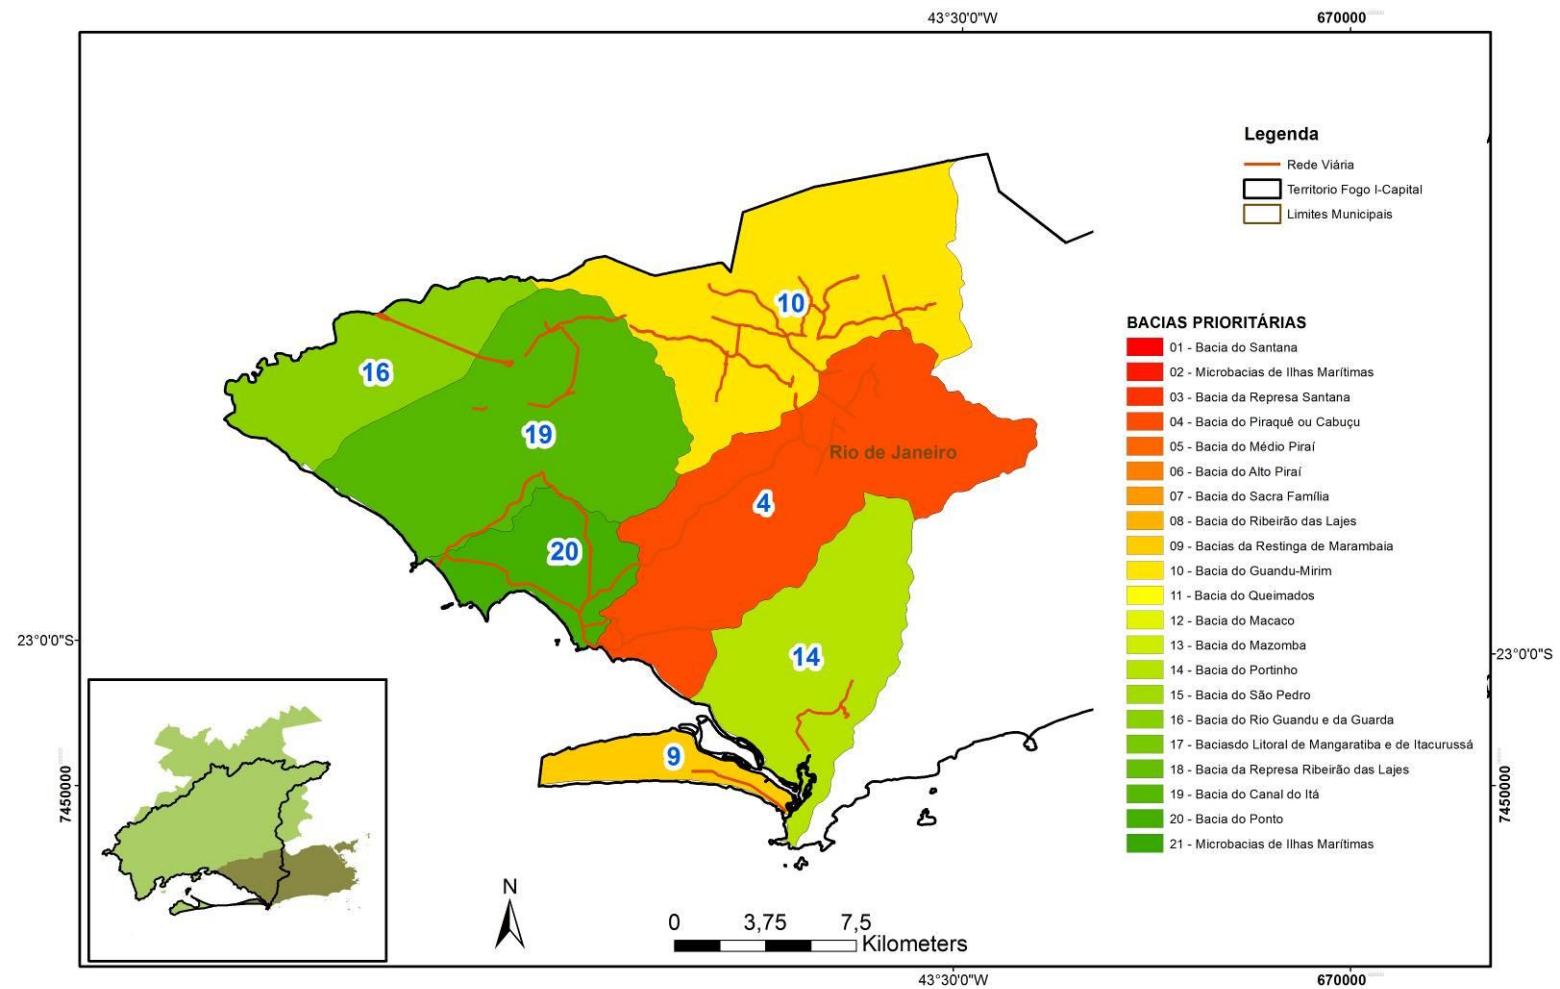 43°30'0"W
670000
Legenda
Rede Viária
Territorio Fogo I-Capital
Limites Municipais
10
BACIAS PRIORITÁRIAS
01 - Bacia do Santana
16
02 - Microbacias de Ilhas Marítimas
03 - Bacia da Represa Santana
04 - Bacia do Piraquê ou Cabuçu
19
05 - Bacia do Médio Piraí
Rio de Janeiro
06 - Bacia do Alto Piraí
07 - Bacia do Sacra Família
4
08 - Bacia do Ribeirão das Lajes
09 - Bacias da Restinga de Marambaia
20
10 - Bacia do Guandu-Mirim
11 - Bacia do Queimados
12 - Bacia do Macaco
23°0'0"S
13 - Bacia do Mazomba
23°0'0"S
14
14 - Bacia do Portinho
15 - Bacia do São Pedro
16 - Bacia do Rio Guandu e da Guarda
17 - Baciasdo Litoral de Mangaratiba e de Itacurussá
9
18 - Bacia da Represa Ribeirão das Lajes
7450000
19 - Bacia do Canal do Itá
7450000
20 - Bacia do Ponto
21 - Microbacias de Ilhas Marítimas
N
0 3,75 7,5
Kilometers
43°30'0"W
670000